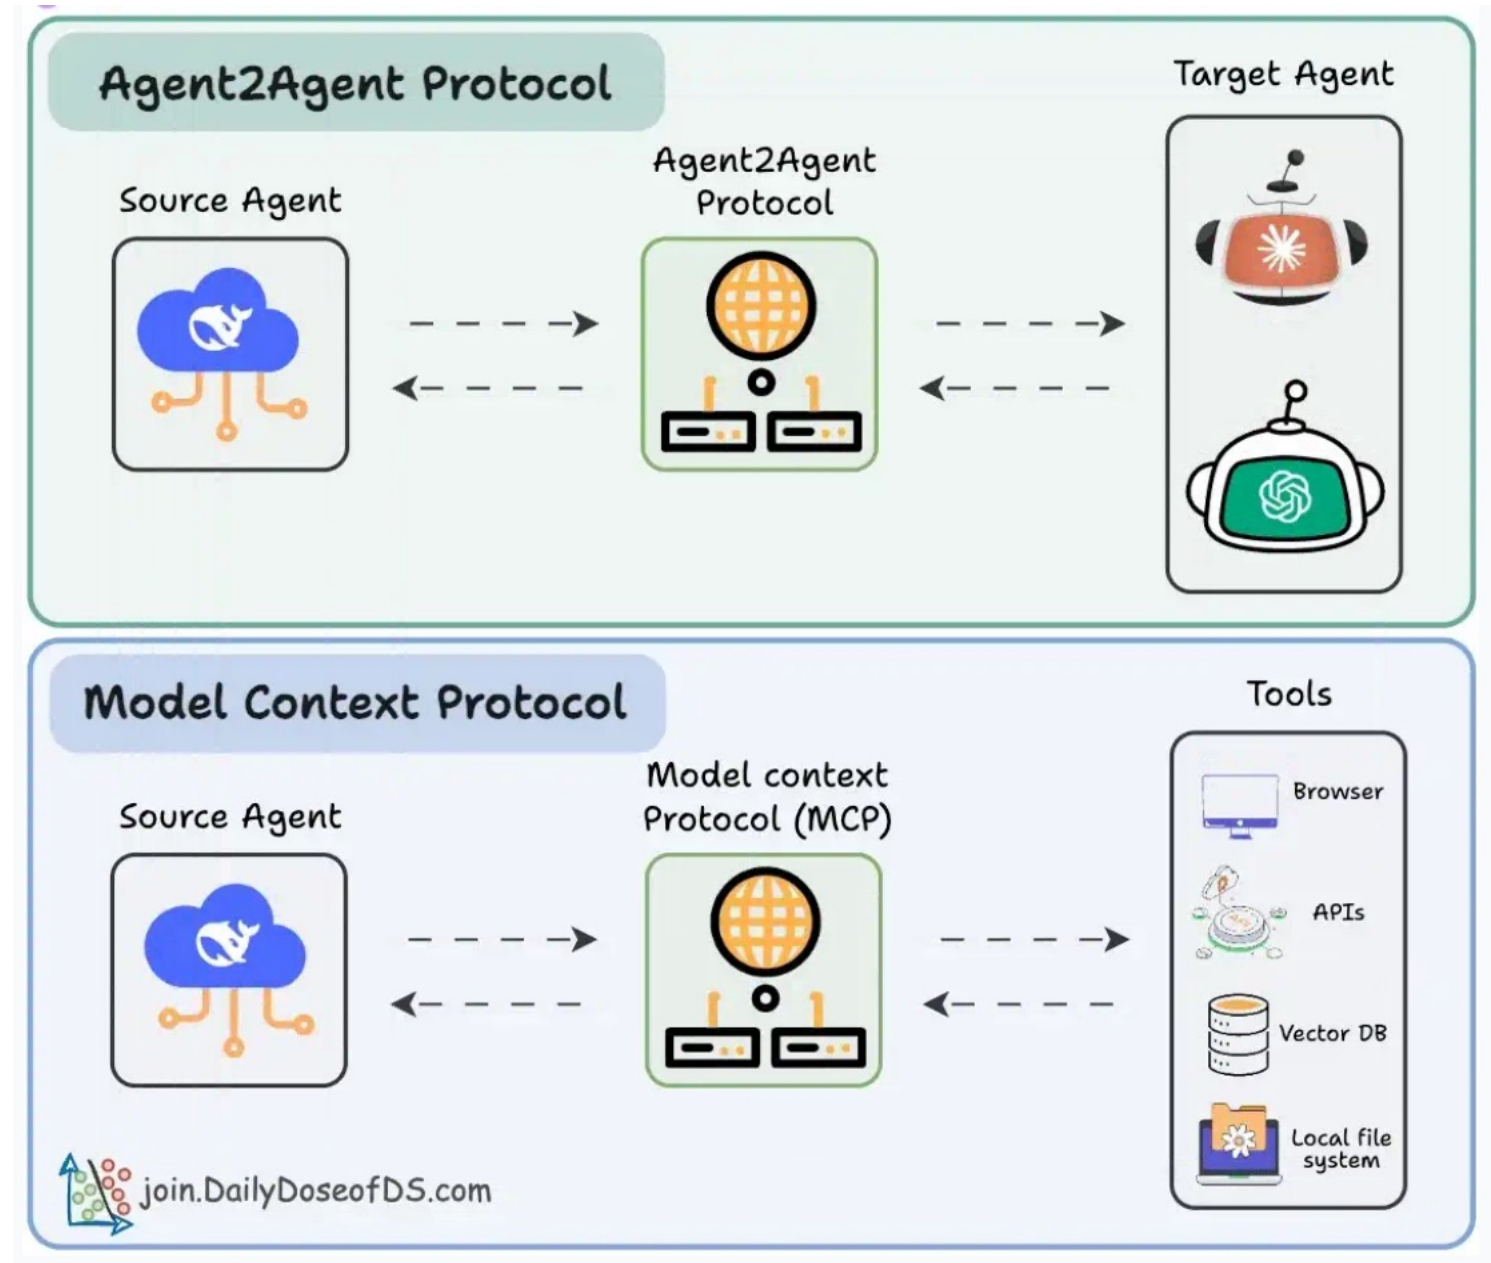 Agent2Agent Protocol
Target Agent
Agent2Agent
Protocol
Source Agent
Model Context Protocol
Tools
Model context
Protocol (MCP)
Source Agent
Browser
APIs
Vector DB
Local file
system
join.DailyDoseofDS.com